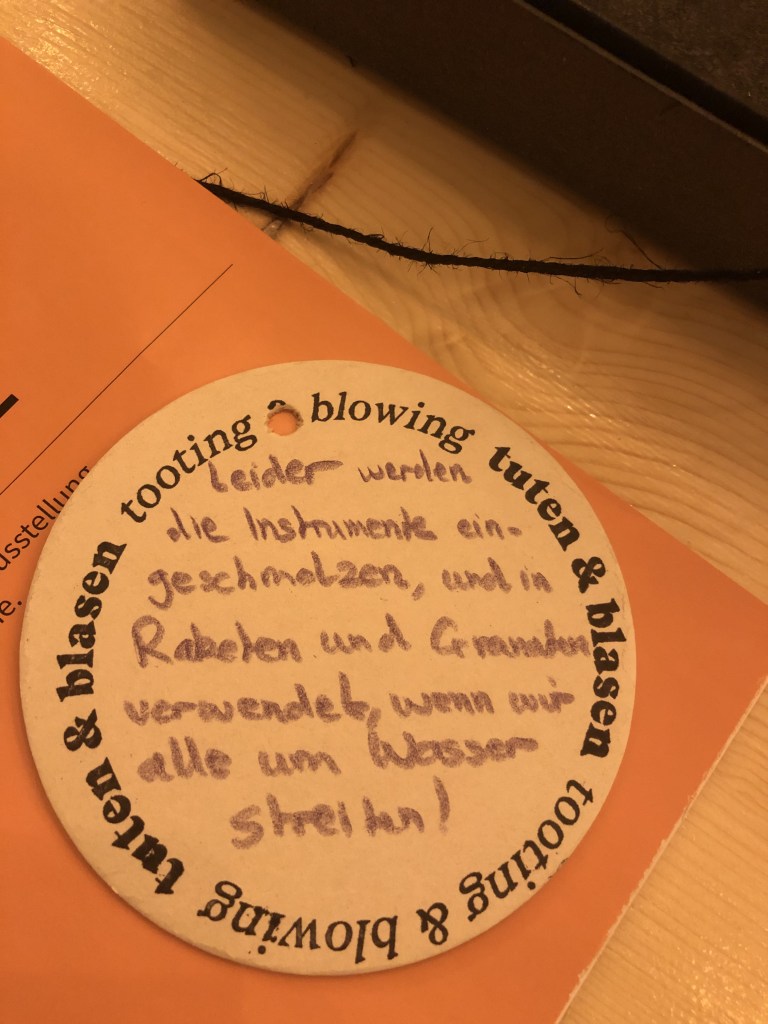 tooting & blowing tuten & blasen tooting & blowing tuten & blasen
Leider werden
die Instrumente ein-
geschmolzen, und in
Raketen und Granaten
verwendet, wenn wir
alle um Wasser
streiten!
usstellung
e.